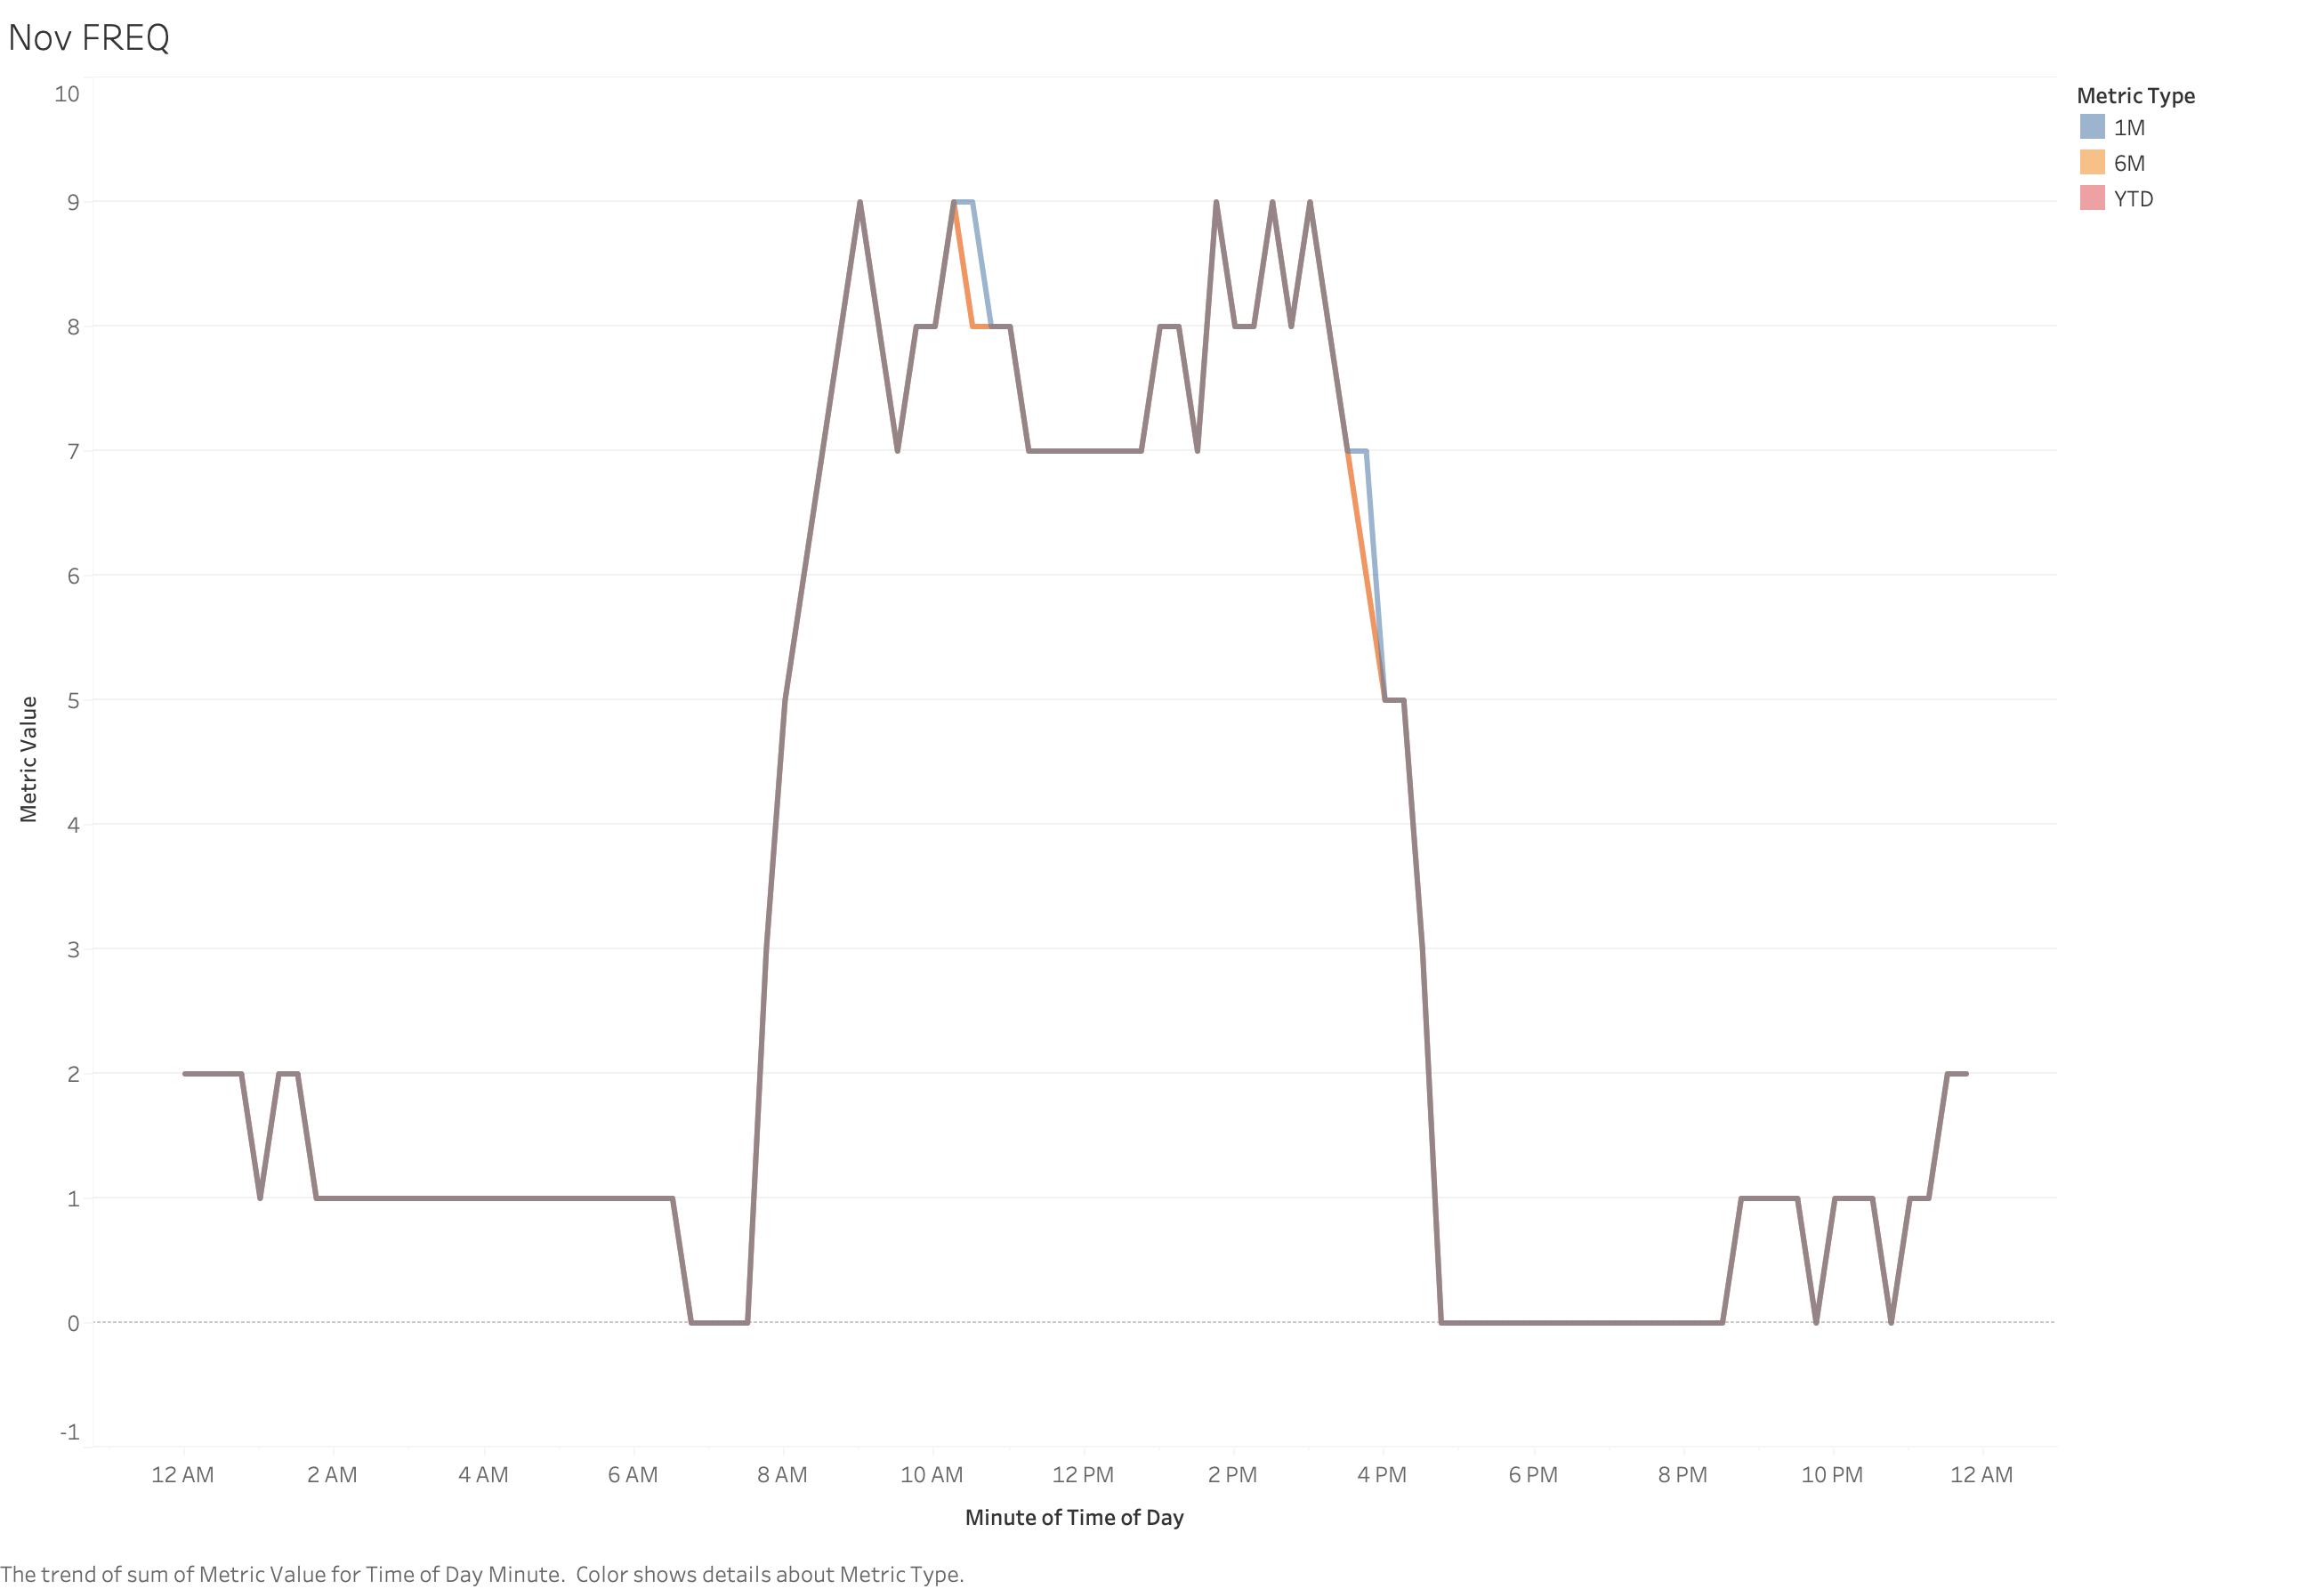 Nov FREQ
10
9
8
7
6
5
4
3
2
1
0
-1
Metric Value
12 AM 2 AM 4 AM 6 AM 8 AM 10 AM 12 PM 2 PM 4 PM 6 PM 8 PM 10 PM 12 AM
Minute of Time of Day
Metric Type
1M
6M
YTD
The trend of sum of Metric Value for Time of Day Minute.  Color shows details about Metric Type.